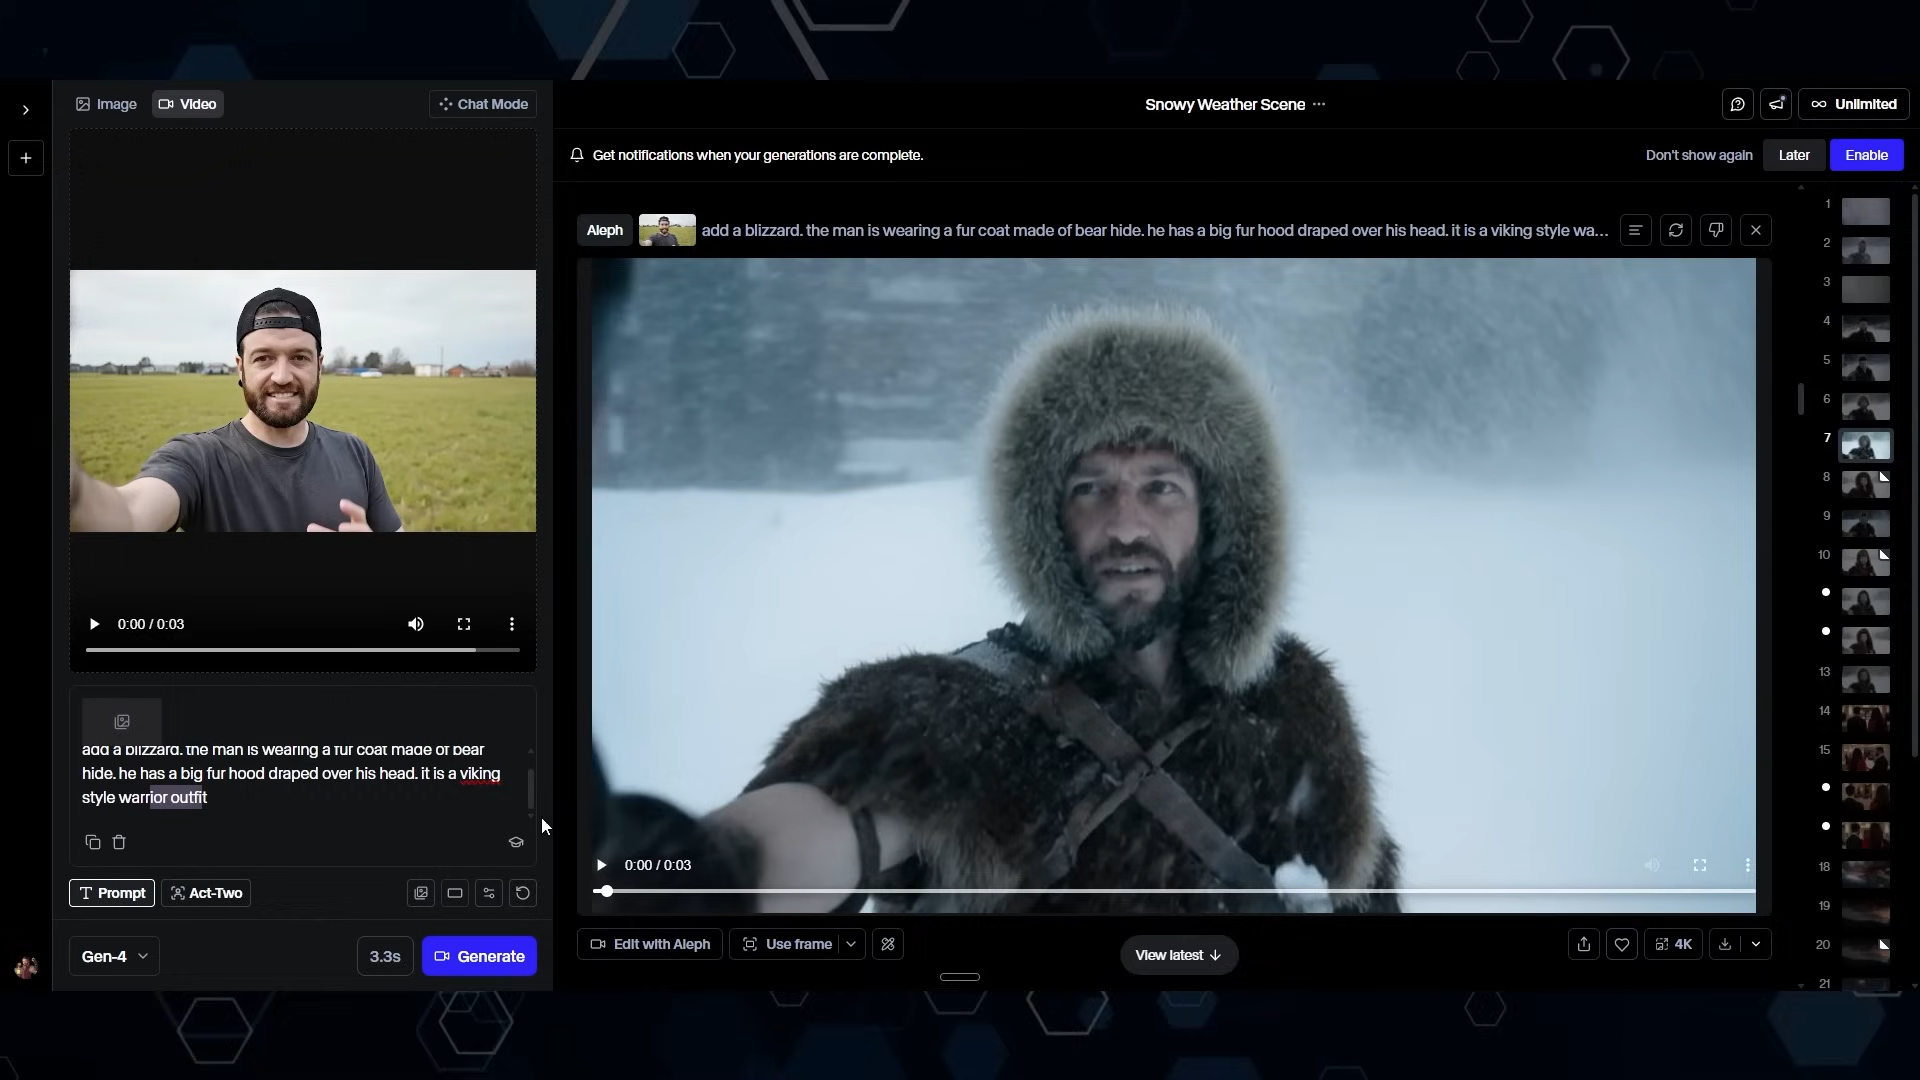 Image
Video
Chat Mode
Snowy Weather Scene ...
Unlimited
Get notifications when your generations are complete.
Don't show again
Later
Enable
Aleph
add a blizzard. the man is wearing a fur coat made of bear hide. he has a big fur hood draped over his head. it is a viking style wa...
0:00 / 0:03
add a blizzard. the man is wearing a fur coat made of bear
hide. he has a big fur hood draped over his head. it is a viking
style warrior outfit
Prompt
Act-Two
Gen-4
3.3s
Generate
0:00 / 0:03
Edit with Aleph
Use frame
View latest
4K
1
2
3
4
5
6
7
8
9
10
13
14
15
18
19
20
21